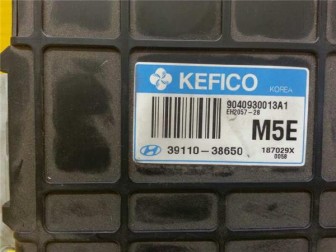 KEFICO
KOREA
9040930013A1
EH2057-28
M5E
39110-38650
187029X
0058